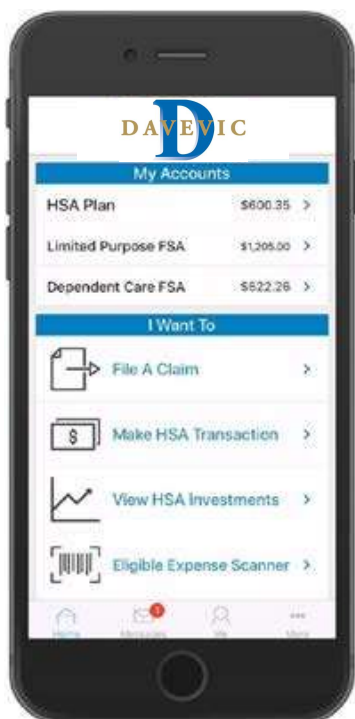 D
DAVEVIC
My Accounts
HSA Plan $600.35 >
Limited Purpose FSA $1,205.00 >
Dependent Care FSA $622.26 >
I Want To
File A Claim >
$ Make HSA Transaction >
View HSA Investments >
Eligible Expense Scanner >
1
Home Messages Me More